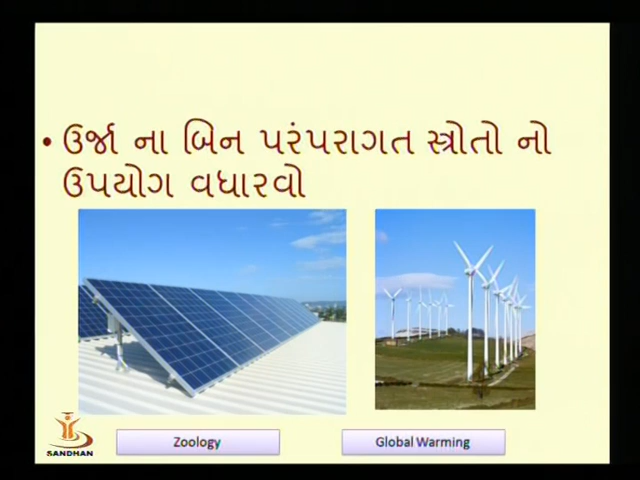 • ઉર્જા ના બિન પરંપરાગત સ્ત્રોતો નો
ઉપયોગ વધારવો
SANDHAN
Zoology
Global Warming